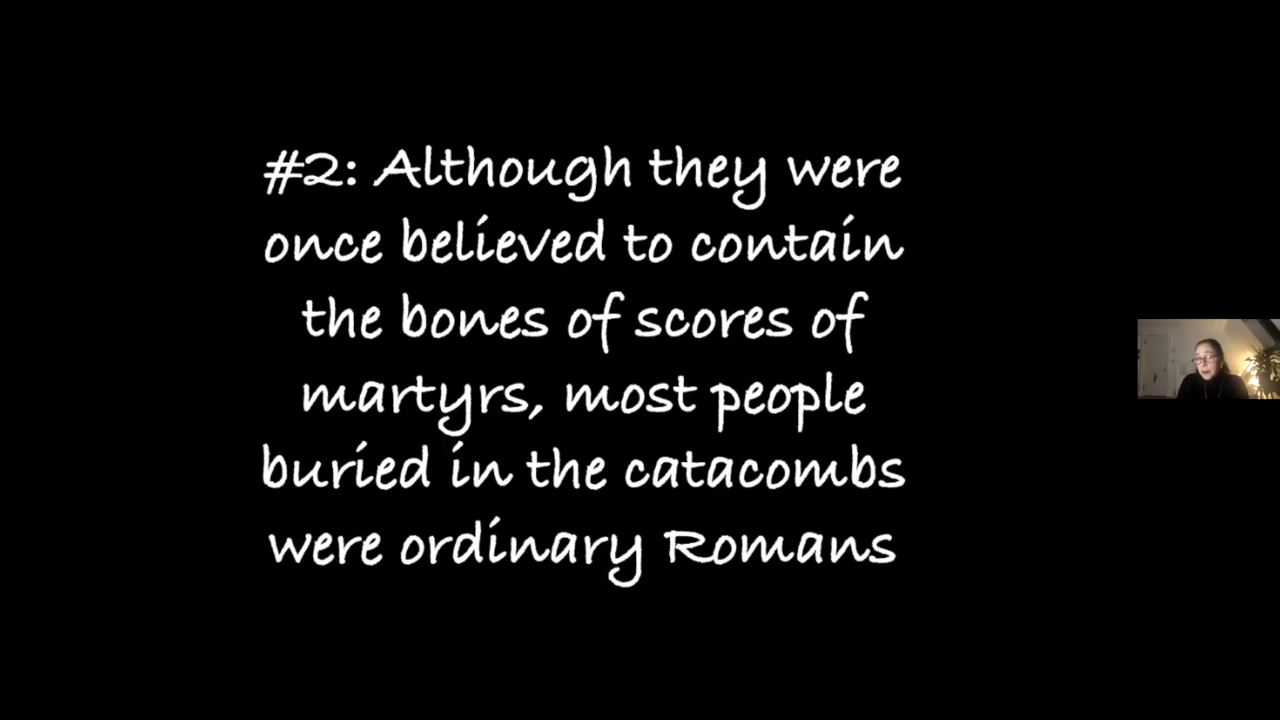 #2: Although they were
once believed to contain
the bones of scores of
martyrs, most people
buried in the catacombs
were ordinary Romans